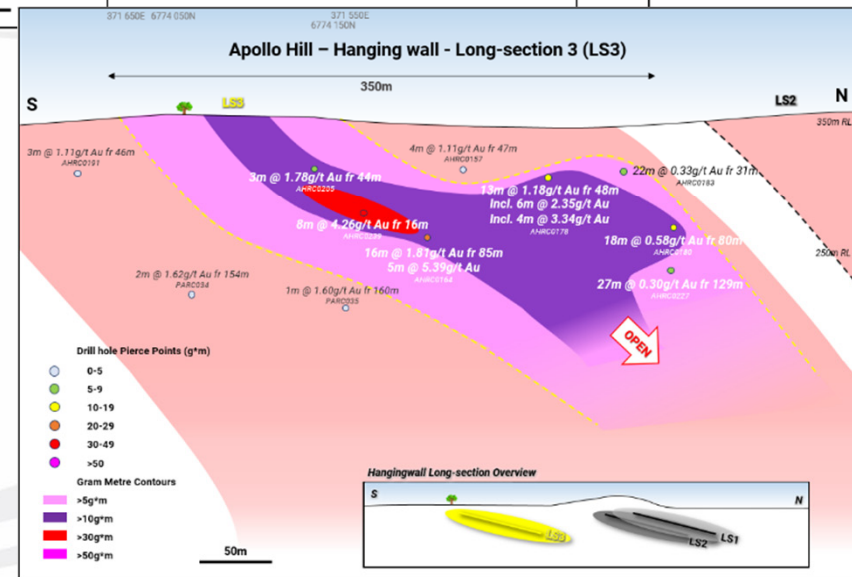 371 650E 6774 050N
371 550E
6774 150N
Apollo Hill – Hanging wall - Long-section 3 (LS3)
350m
S
LS3
LS2
N
350m RL
3m @ 1.11g/t Au fr 46m
AHRC0191
4m @ 1.11g/t Au fr 47m
AHRC0157
22m @ 0.33g/t Au fr 31m
AHRC0183
3m @ 1.78g/t Au fr 44m
AHRC0205
13m @ 1.18g/t Au fr 48m
Incl. 6m @ 2.35g/t Au
Incl. 4m @ 3.34g/t Au
AHRC0178
8m @ 4.26g/t Au fr 16m
18m @ 0.58g/t Au fr 80m
AHRC0180
250m RL
16m @ 1.81g/t Au fr 85m
5m @ 5.39g/t Au
AHRC0164
2m @ 1.62g/t Au fr 154m
PARC034
1m @ 1.60g/t Au fr 160m
PARC035
27m @ 0.30g/t Au fr 129m
AHRC0227
OPEN
Drill hole Pierce Points (g*m)
0-5
5-9
10-19
20-29
30-49
>50
Gram Metre Contours
>5g*m
>10g*m
>30g*m
>50g*m
50m
Hangingwall Long-section Overview
S
N
LS3
LS2
LS1